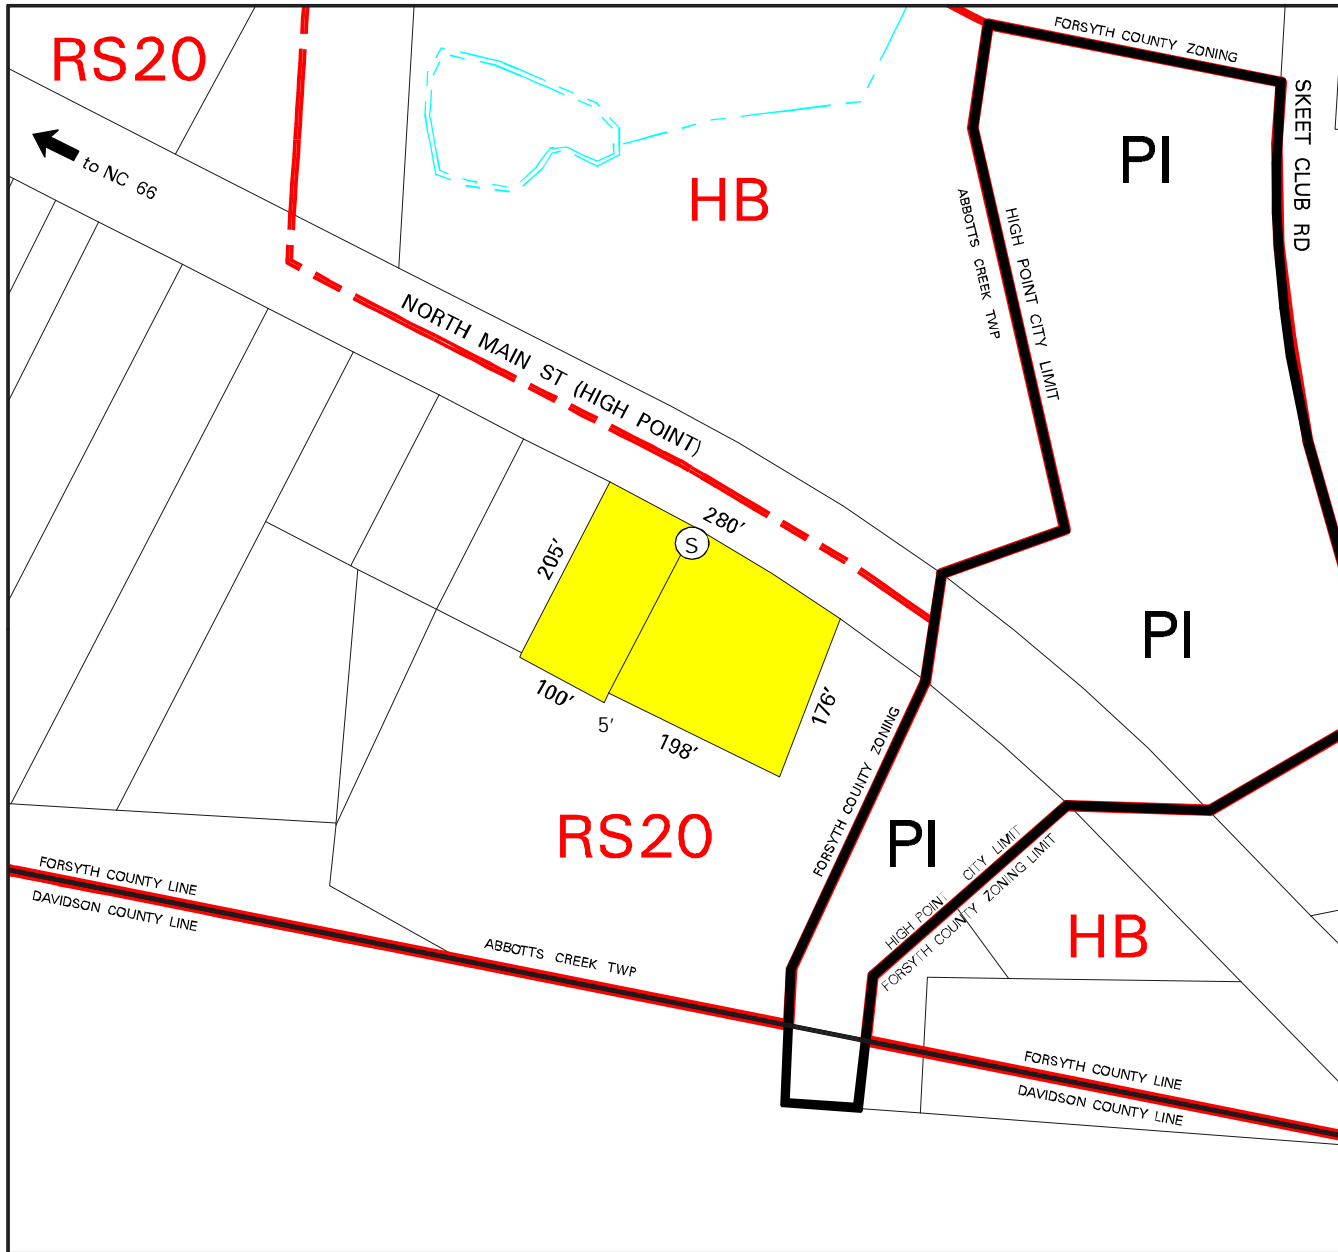 FORSYTH COUNTY ZONING
RS20
SKEET CLUB RD
PI
to NC 66
HB
ABBOTTS CREEK TWP
HIGH POINT CITY LIMIT
NORTH MAIN ST (HIGH POINT)
280'
S
205'
PI
100'
5'
198'
176'
FORSYTH COUNTY ZONING
RS20
PI
HIGH POINT CITY LIMIT
FORSYTH COUNTY ZONING LIMIT
FORSYTH COUNTY LINE
DAVIDSON COUNTY LINE
HB
ABBOTTS CREEK TWP
FORSYTH COUNTY LINE
DAVIDSON COUNTY LINE